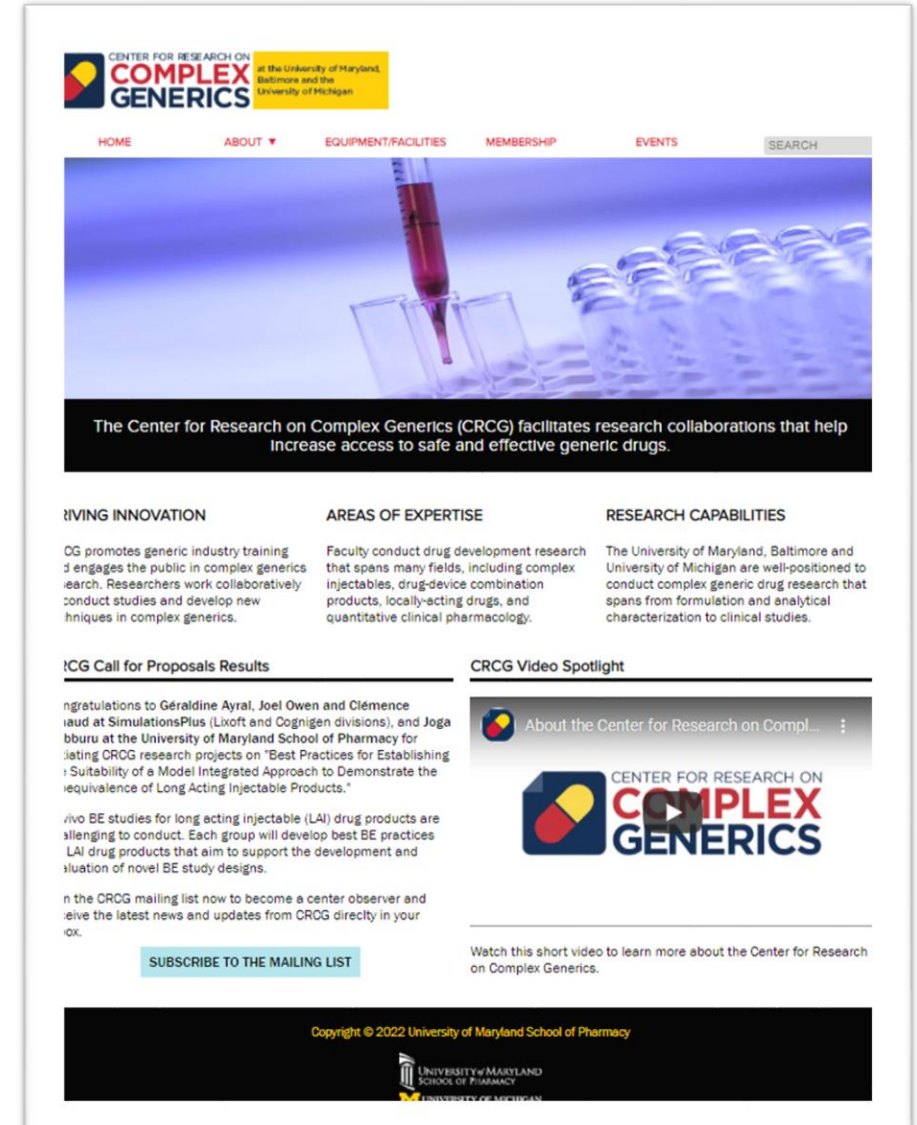 CENTER FOR RESEARCH ON
COMPLEX
GENERICS
at the University of Maryland,
Baltimore and the
University of Michigan
HOME ABOUT ▼ EQUIPMENT/FACILITIES MEMBERSHIP EVENTS SEARCH
The Center for Research on Complex Generics (CRCG) facilitates research collaborations that help
increase access to safe and effective generic drugs.
IVING INNOVATION
CG promotes generic industry training
d engages the public in complex generics
search. Researchers work collaboratively
conduct studies and develop new
hniques in complex generics.
AREAS OF EXPERTISE
Faculty conduct drug development research
that spans many fields, including complex
injectables, drug-device combination
products, locally-acting drugs, and
quantitative clinical pharmacology.
RESEARCH CAPABILITIES
The University of Maryland, Baltimore and
University of Michigan are well-positioned to
conduct complex generic drug research that
spans from formulation and analytical
characterization to clinical studies.
CG Call for Proposals Results
ngratulations to Géraldine Ayral, Joel Owen and Clémence
aud at SimulationsPlus (Lixoft and Cognigen divisions), and Joga
bburu at the University of Maryland School of Pharmacy for
tiating CRCG research projects on "Best Practices for Establishing
Suitability of a Model Integrated Approach to Demonstrate the
equivalence of Long Acting Injectable Products."
vivo BE studies for long acting injectable (LAI) drug products are
allenging to conduct. Each group will develop best BE practices
LAI drug products that aim to support the development and
aluation of novel BE study designs.
n the CRCG mailing list now to become a center observer and
eive the latest news and updates from CRCG direclty in your
ox.
SUBSCRIBE TO THE MAILING LIST
CRCG Video Spotlight
About the Center for Research on Compl...
CENTER FOR RESEARCH ON
COMPLEX
GENERICS
Watch this short video to learn more about the Center for Research
on Complex Generics.
Copyright © 2022 University of Maryland School of Pharmacy
UNIVERSITY of MARYLAND
SCHOOL OF PHARMACY
UNIVERSITY OF MICHIGAN